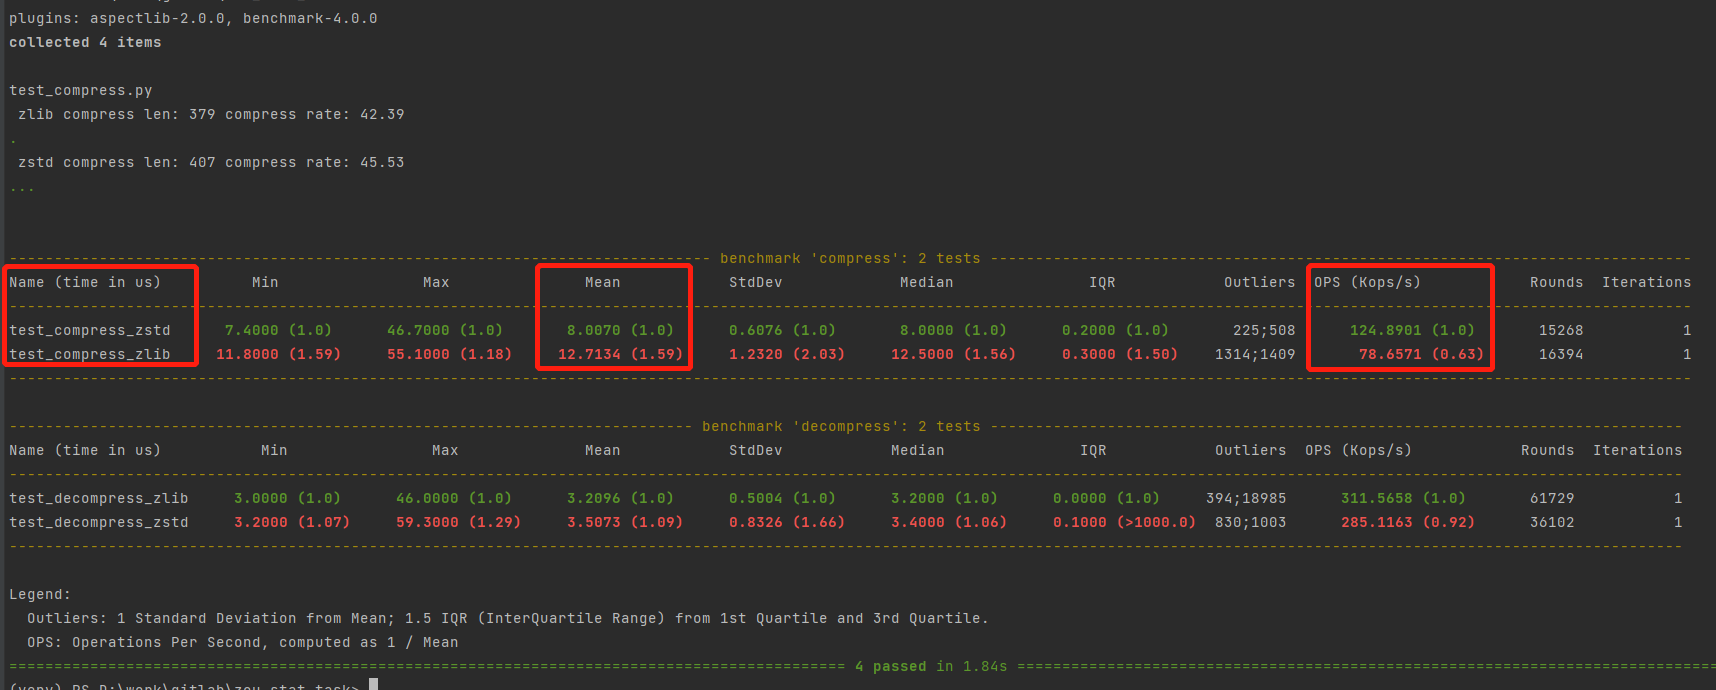 plugins: aspectlib-2.0.0, benchmark-4.0.0
collected 4 items
test_compress.py
zlib compress len: 379 compress rate: 42.39
.
zstd compress len: 407 compress rate: 45.53
...
--------------------------------------------------------------------------------- benchmark 'compress': 2 tests ------------------------------------------------------------------------------
Name (time in us) Min Max Mean StdDev Median IQR Outliers OPS (Kops/s) Rounds Iterations
test_compress_zstd 7.4000 (1.0) 46.7000 (1.0) 8.0070 (1.0) 0.6076 (1.0) 8.0000 (1.0) 0.2000 (1.0) 225;508 124.8901 (1.0) 15268 1
test_compress_zlib 11.8000 (1.59) 55.1000 (1.18) 12.7134 (1.59) 1.2320 (2.03) 12.5000 (1.56) 0.3000 (1.50) 1314;1409 78.6571 (0.63) 16394 1
---------------------------------------------------------------------------- benchmark 'decompress': 2 tests -----------------------------------------------------------------------------
Name (time in us) Min Max Mean StdDev Median IQR Outliers OPS (Kops/s) Rounds Iterations
test_decompress_zlib 3.0000 (1.0) 46.0000 (1.0) 3.2096 (1.0) 0.5004 (1.0) 3.2000 (1.0) 0.0000 (1.0) 394;18985 311.5658 (1.0) 61729 1
test_decompress_zstd 3.2000 (1.07) 59.3000 (1.29) 3.5073 (1.09) 0.8326 (1.66) 3.4000 (1.06) 0.1000 (>1000.0) 830;1003 285.1163 (0.92) 36102 1
Legend:
Outliers: 1 Standard Deviation from Mean; 1.5 IQR (InterQuartile Range) from 1st Quartile and 3rd Quartile.
OPS: Operations Per Second, computed as 1 / Mean
============================================================================================= 4 passed in 1.84s =============================================================================